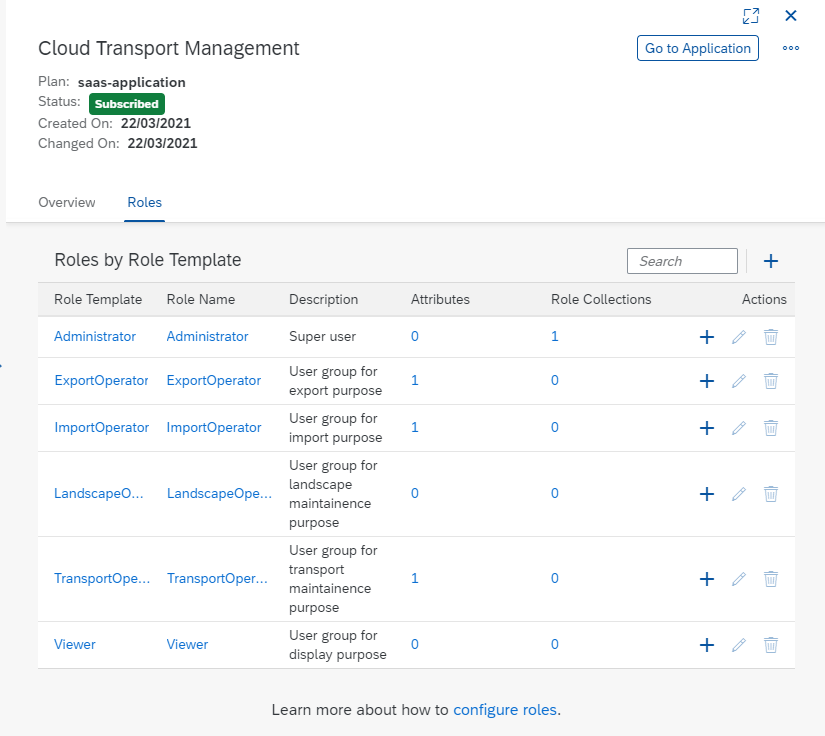 Cloud Transport Management
Go to Application
Plan: saas-application
Status: Subscribed
Created On: 22/03/2021
Changed On: 22/03/2021
Overview Roles
Roles by Role Template
Search
Role Template Role Name Description Attributes Role Collections Actions
Administrator Administrator Super user 0 1
ExportOperator ExportOperator User group for export purpose 1 0
ImportOperator ImportOperator User group for import purpose 1 0
LandscapeO... LandscapeOpe... User group for landscape maintainence purpose 0 0
TransportOpe... TransportOper... User group for transport maintainence purpose 1 0
Viewer Viewer User group for display purpose 0 0
Learn more about how to configure roles.